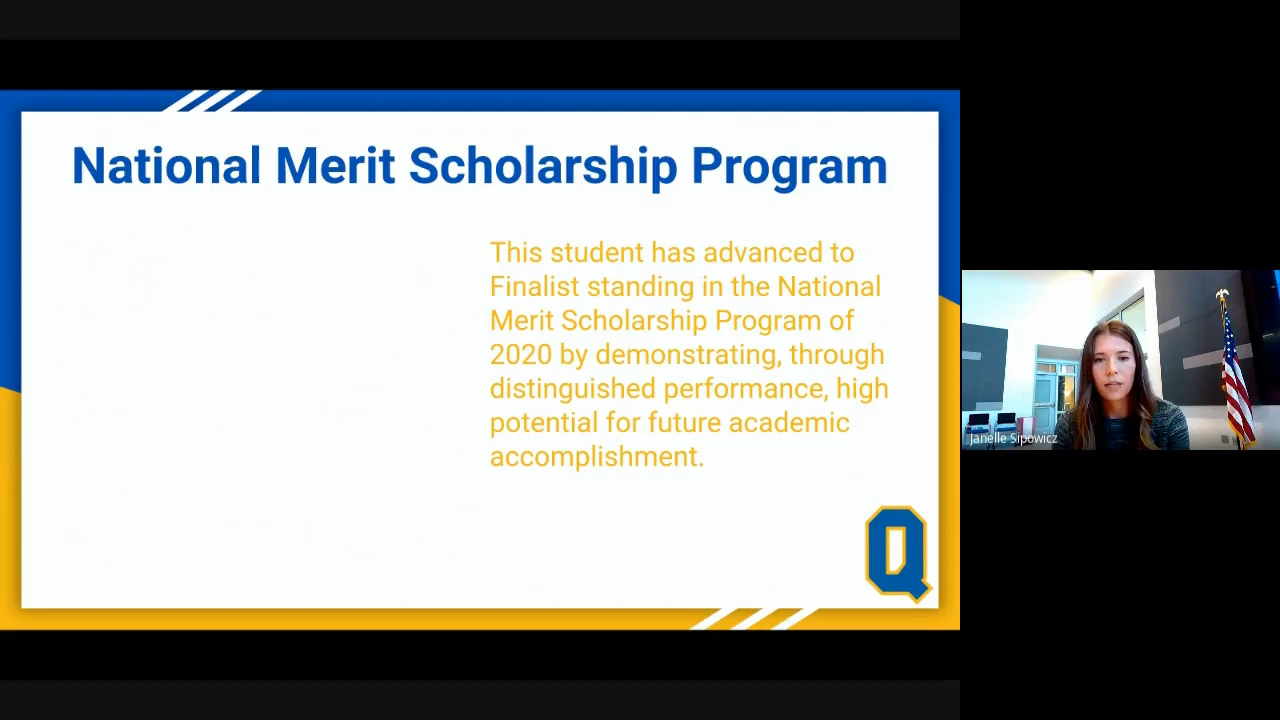 National Merit Scholarship Program
This student has advanced to
Finalist standing in the National
Merit Scholarship Program of
2020 by demonstrating, through
distinguished performance, high
potential for future academic
accomplishment.
Q
Janelle Sipowicz